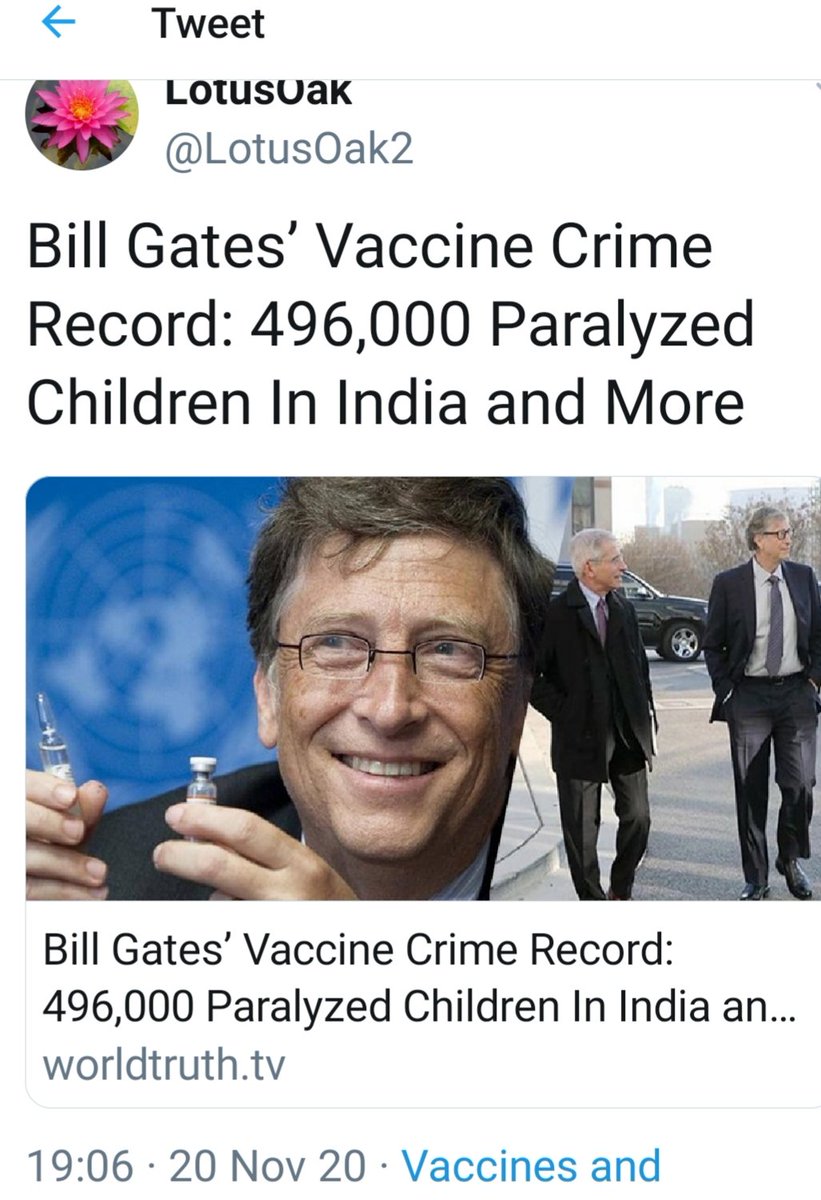 Tweet
LotusOak
@LotusOak2
Bill Gates’ Vaccine Crime
Record: 496,000 Paralyzed
Children In India and More
Bill Gates’ Vaccine Crime Record:
496,000 Paralyzed Children In India an...
worldtruth.tv
19:06 · 20 Nov 20 · Vaccines and